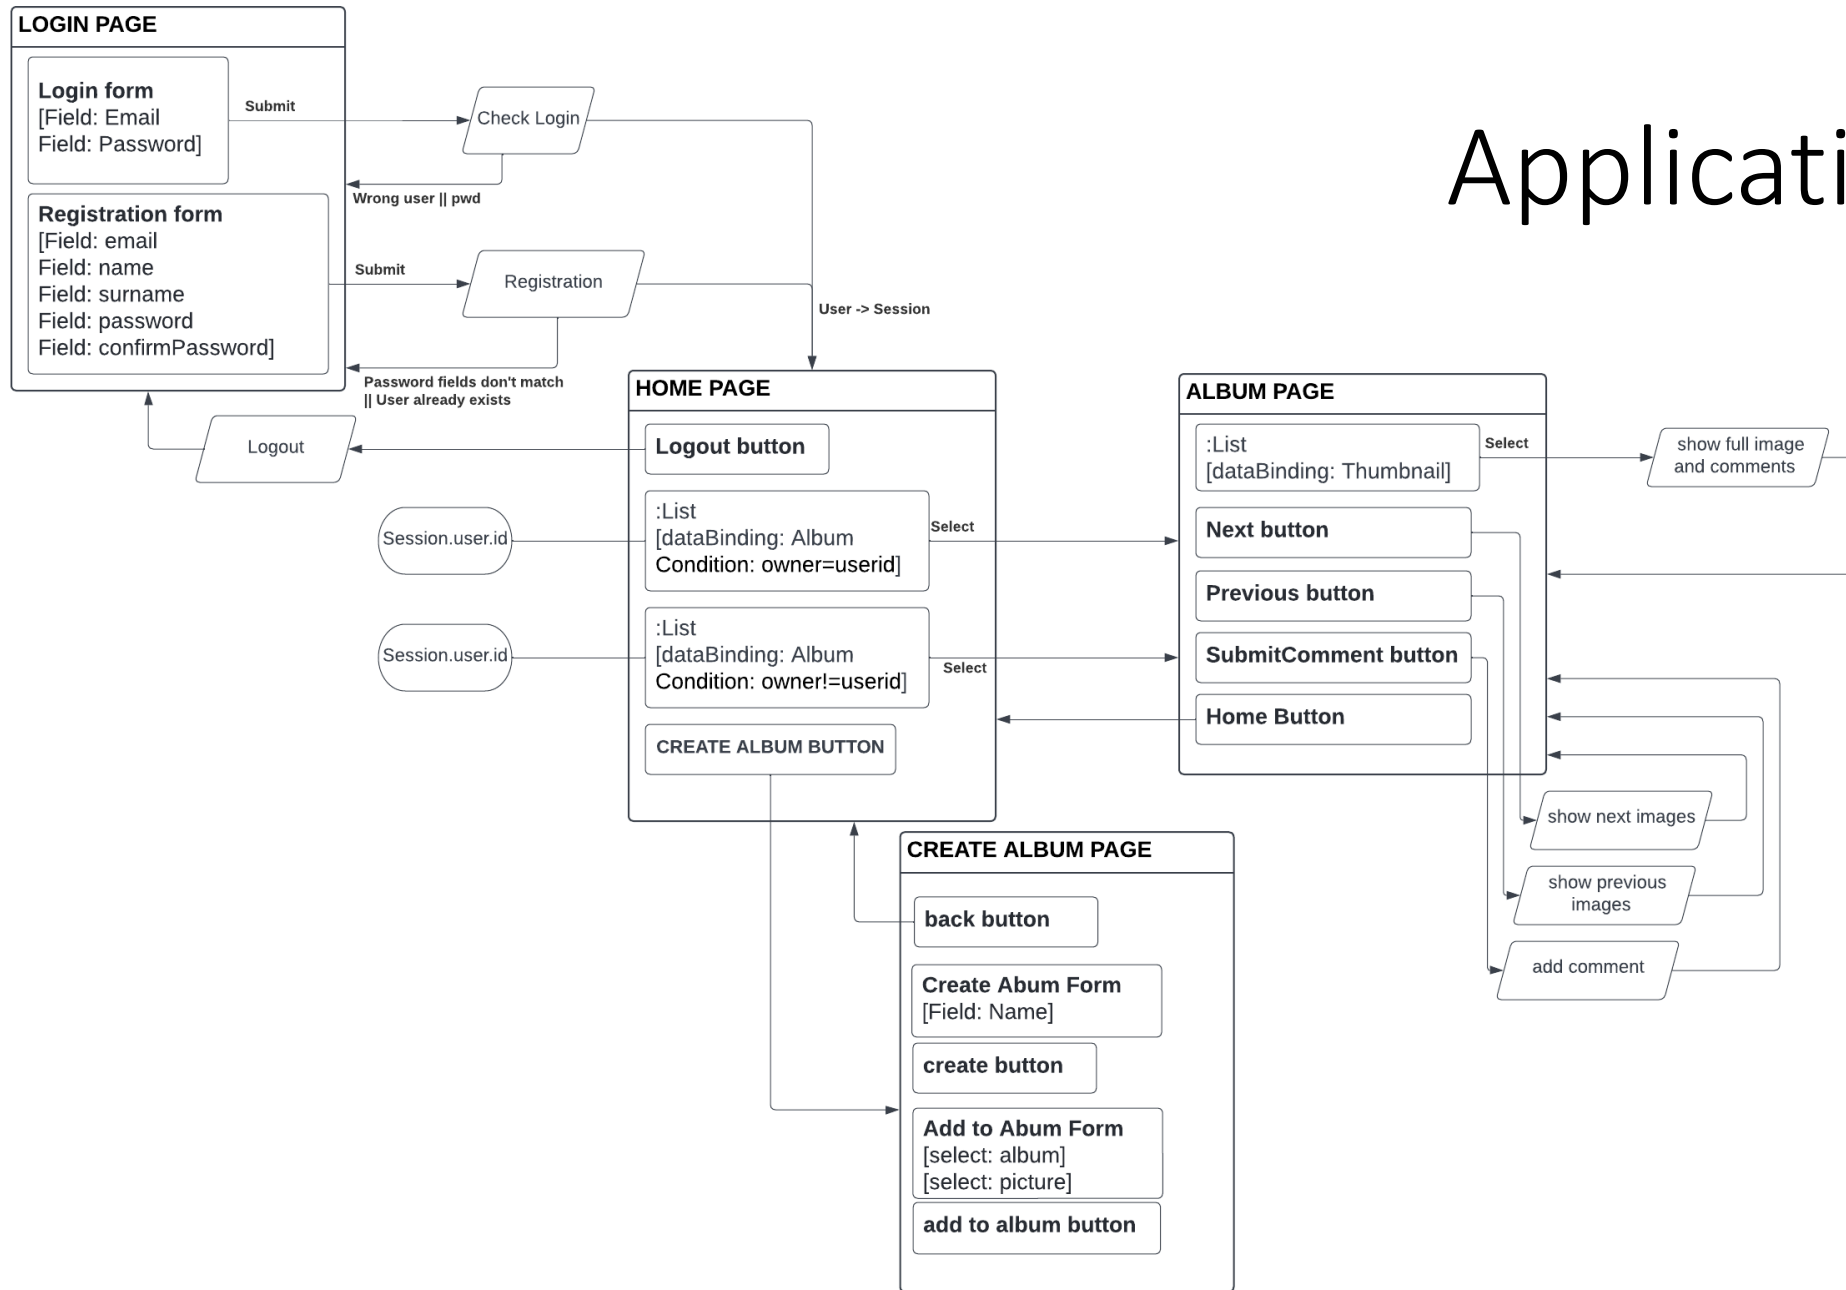 LOGIN PAGE
Login form
[Field: Email
Field: Password]
Submit
Check Login
Wrong user || pwd
Registration form
[Field: email
Field: name
Field: surname
Field: password
Field: confirmPassword]
Submit
Registration
User -> Session
Password fields don't match
|| User already exists
Logout
Applicati
HOME PAGE
Logout button
:List
[dataBinding: Album
Condition: owner=userid]
Session.user.id
Select
:List
[dataBinding: Album
Condition: owner!=userid]
Session.user.id
Select
CREATE ALBUM BUTTON
ALBUM PAGE
:List
[dataBinding: Thumbnail]
Select
show full image
and comments
Next button
Previous button
SubmitComment button
Home Button
show next images
show previous
images
add comment
CREATE ALBUM PAGE
back button
Create Abum Form
[Field: Name]
create button
Add to Abum Form
[select: album]
[select: picture]
add to album button